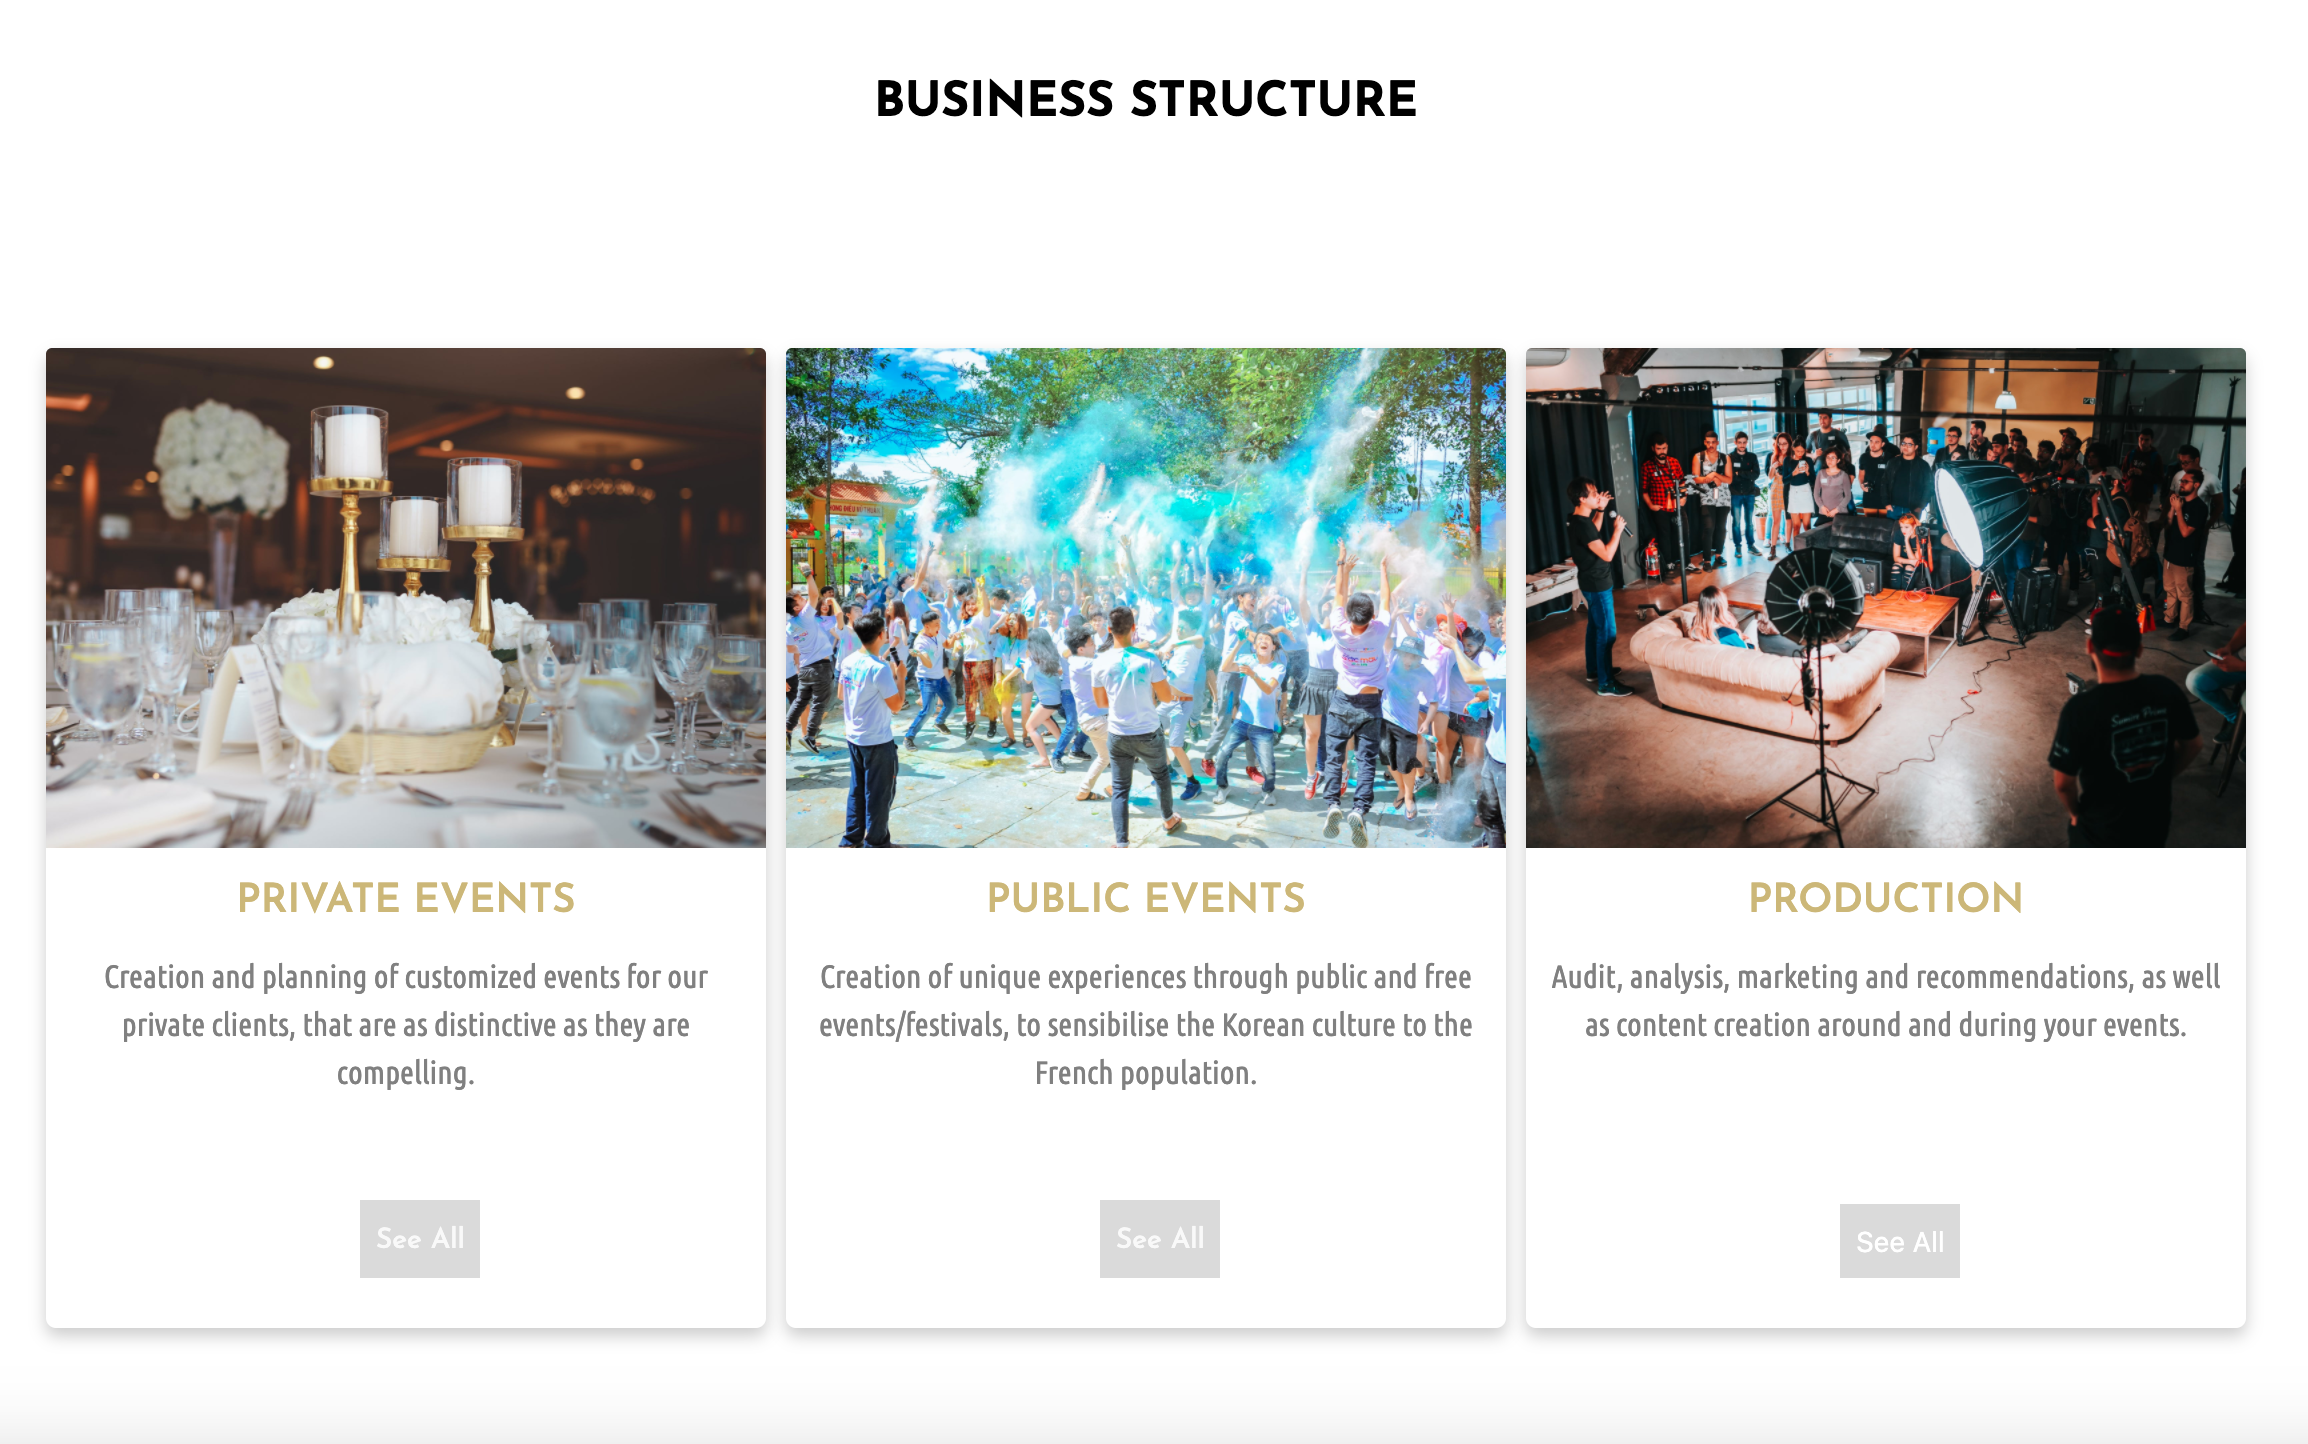 BUSINESS STRUCTURE
PRIVATE EVENTS
Creation and planning of customized events for our
private clients, that are as distinctive as they are
compelling.
See All
PUBLIC EVENTS
Creation of unique experiences through public and free
events/festivals, to sensibilise the Korean culture to the
French population.
See All
PRODUCTION
Audit, analysis, marketing and recommendations, as well
as content creation around and during your events.
See All